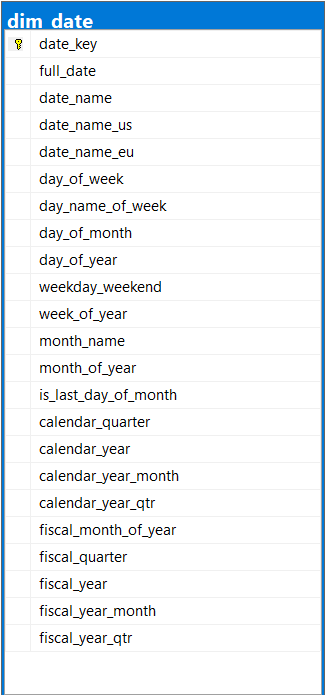 dim_date
date_key
full_date
date_name
date_name_us
date_name_eu
day_of_week
day_name_of_week
day_of_month
day_of_year
weekday_weekend
week_of_year
month_name
month_of_year
is_last_day_of_month
calendar_quarter
calendar_year
calendar_year_month
calendar_year_qtr
fiscal_month_of_year
fiscal_quarter
fiscal_year
fiscal_year_month
fiscal_year_qtr